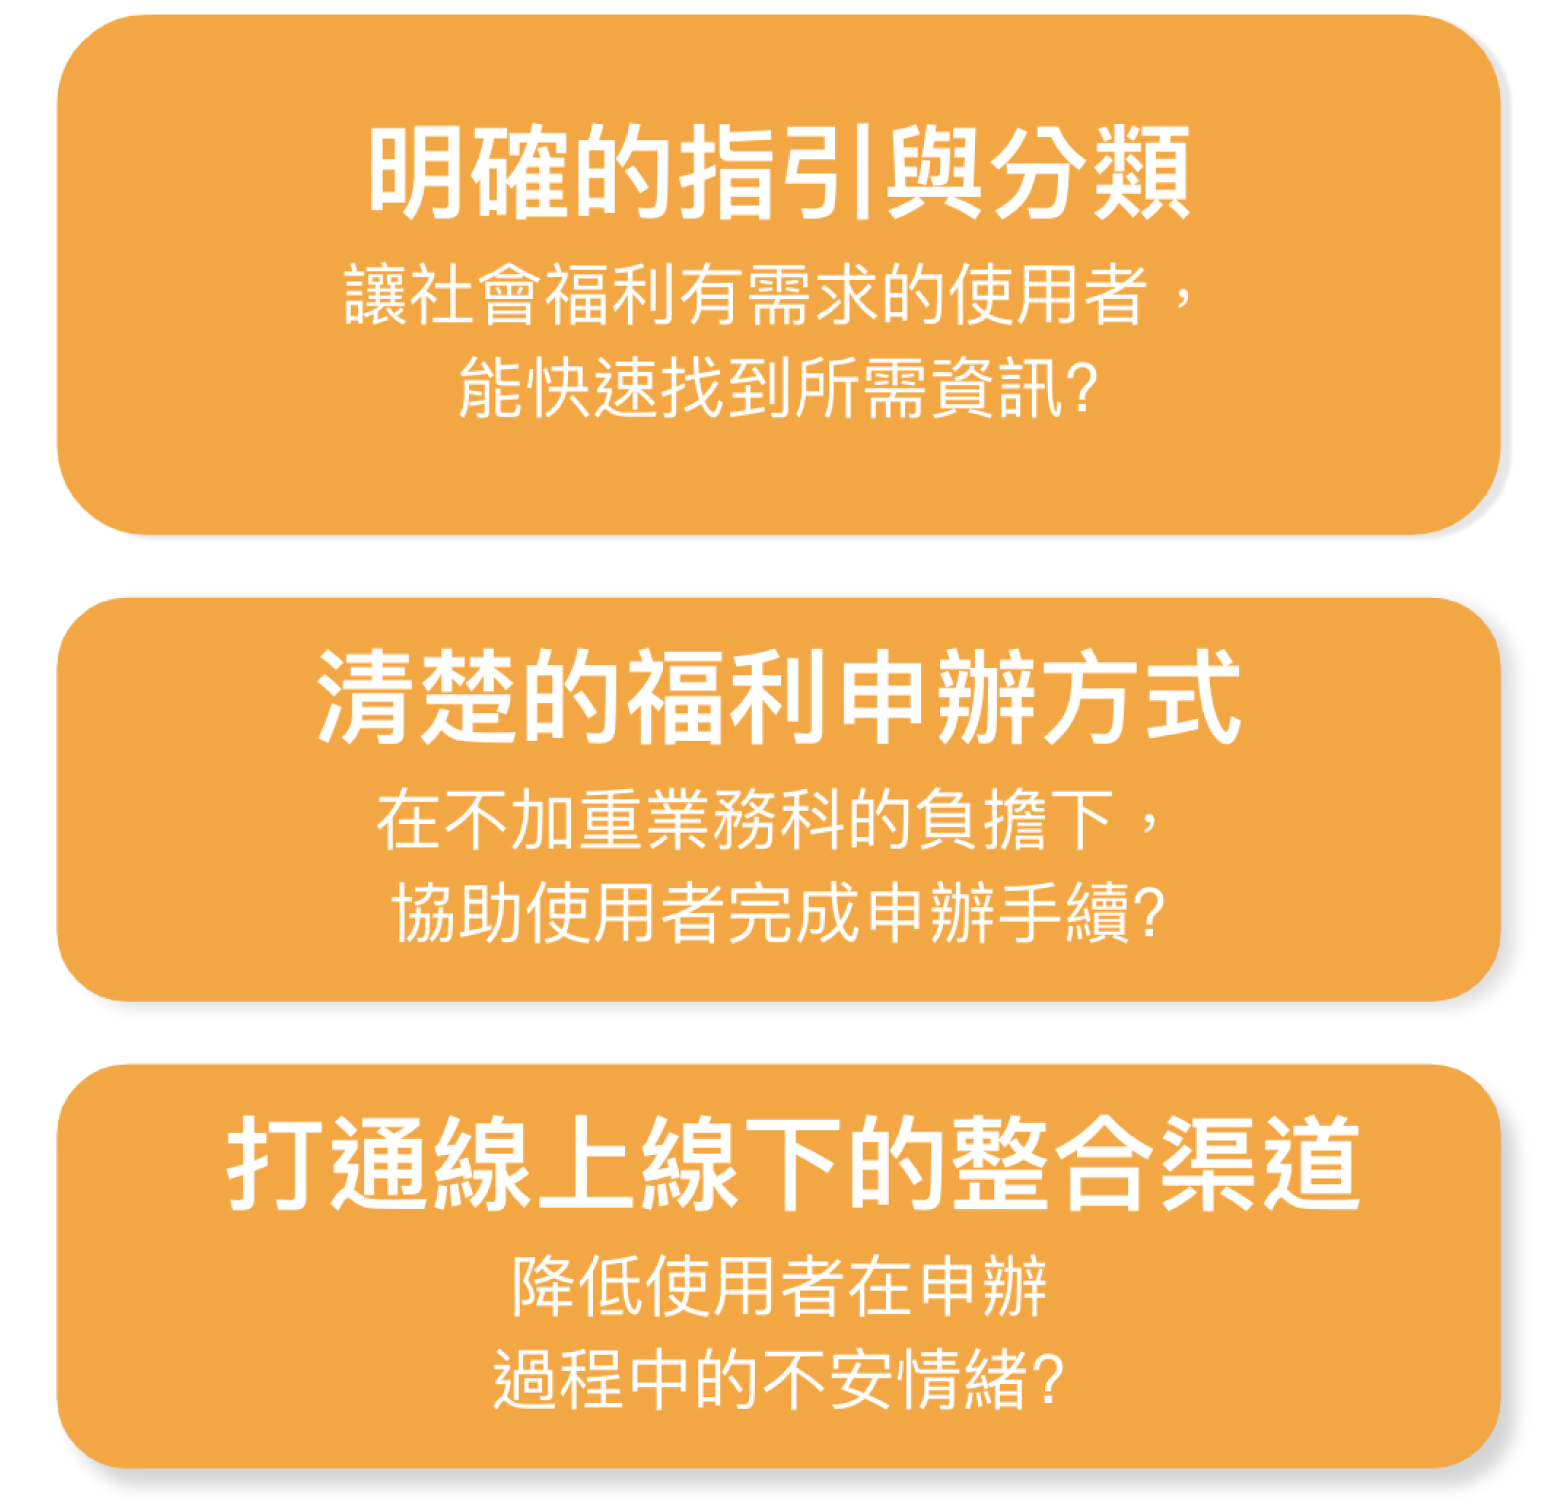 明確的指引與分類
讓社會福利有需求的使用者，
能快速找到所需資訊?
清楚的福利申辦方式
在不加重業務科的負擔下，
協助使用者完成申辦手續?
打通線上線下的整合渠道
降低使用者在申辦
過程中的不安情緒?